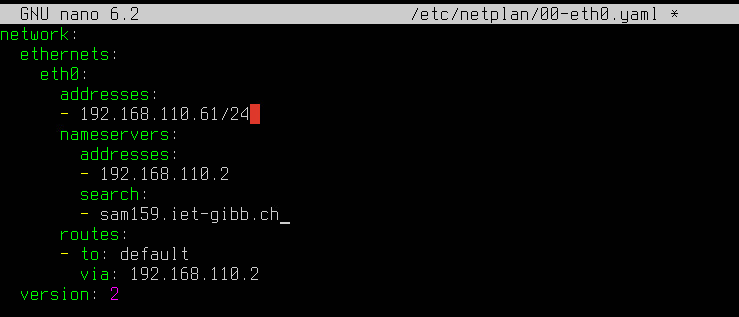 GNU nano 6.2 /etc/netplan/00-eth0.yaml *
network:
  ethernets:
    eth0:
      addresses:
      - 192.168.110.61/24
      nameservers:
        addresses:
        - 192.168.110.2
        search:
        - sam159.iet-gibb.ch_
      routes:
      - to: default
        via: 192.168.110.2
  version: 2